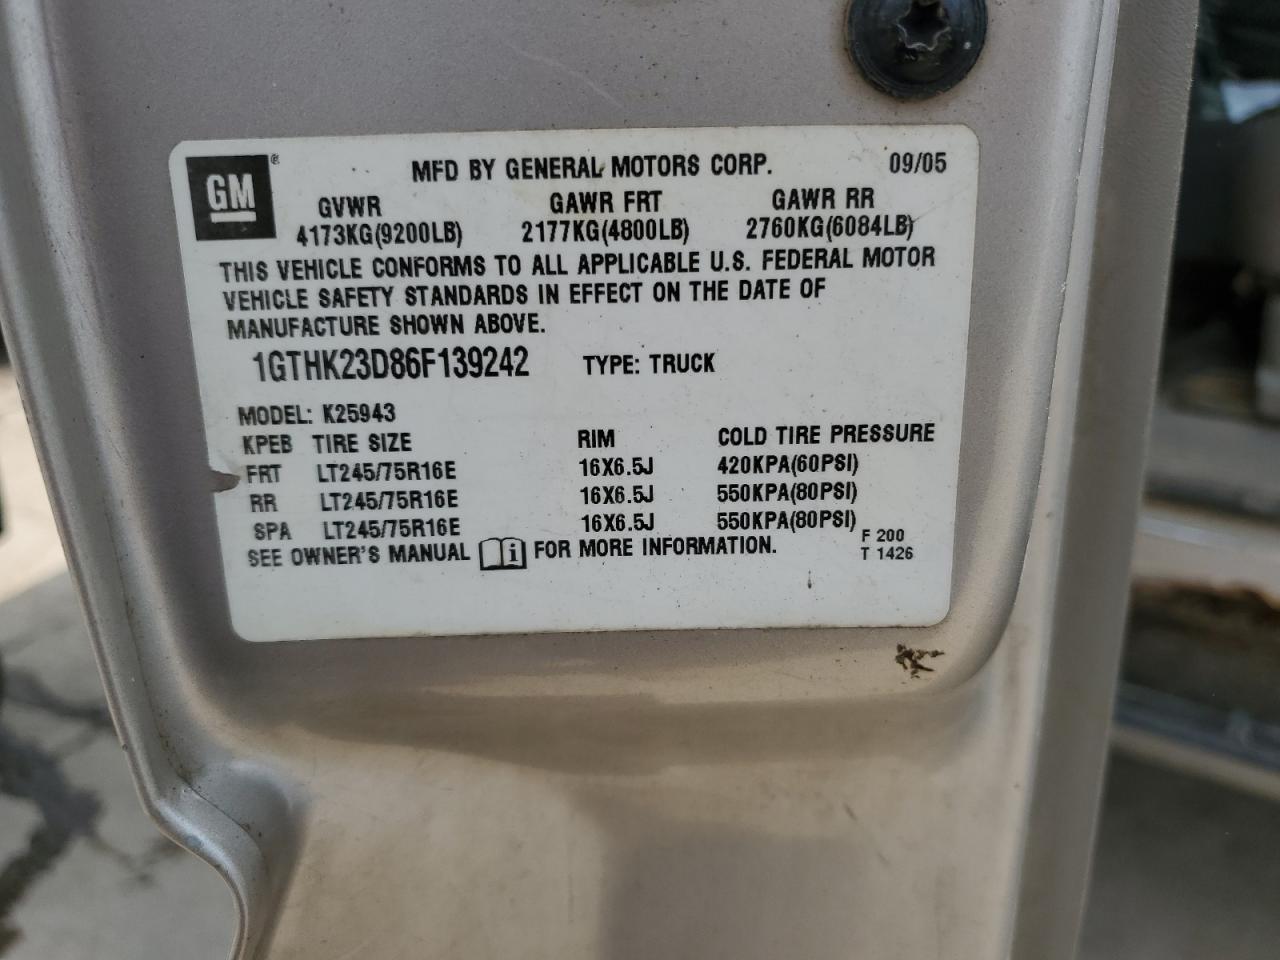 GM ® MFD BY GENERAL MOTORS CORP. 09/05
GVWR GAWR FRT GAWR RR
4173KG(9200LB) 2177KG(4800LB) 2760KG(6084LB)
THIS VEHICLE CONFORMS TO ALL APPLICABLE U.S. FEDERAL MOTOR
VEHICLE SAFETY STANDARDS IN EFFECT ON THE DATE OF
MANUFACTURE SHOWN ABOVE.
1GTHK23D86F139242 TYPE: TRUCK
MODEL: K25943
KPEB TIRE SIZE RIM COLD TIRE PRESSURE
FRT LT245/75R16E 16X6.5J 420KPA(60PSI)
RR LT245/75R16E 16X6.5J 550KPA(80PSI)
SPA LT245/75R16E 16X6.5J 550KPA(80PSI)
SEE OWNER'S MANUAL i FOR MORE INFORMATION.
F 200
T 1426